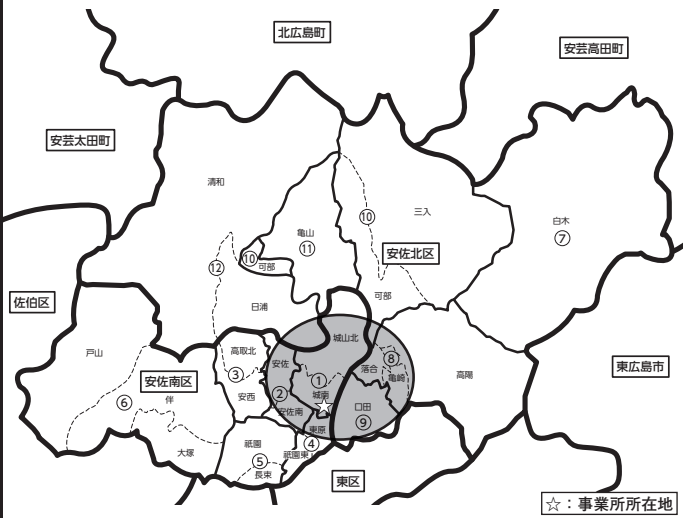 北広島町
安芸高田町
安芸太田町
清和
三入
白木
⑦
⑩
亀山
⑪
安佐北区
⑩
可部
⑫
可部
日浦
佐伯区
城山北
戸山
高取北
安佐
落合
⑧
亀崎
高陽
東広島市
安佐南区
③
①
城南
☆
安西
②
安佐南
口田
⑨
⑥
伴
東原
④
祇園
祇園東
⑤
長束
大塚
東区
☆：事業所所在地